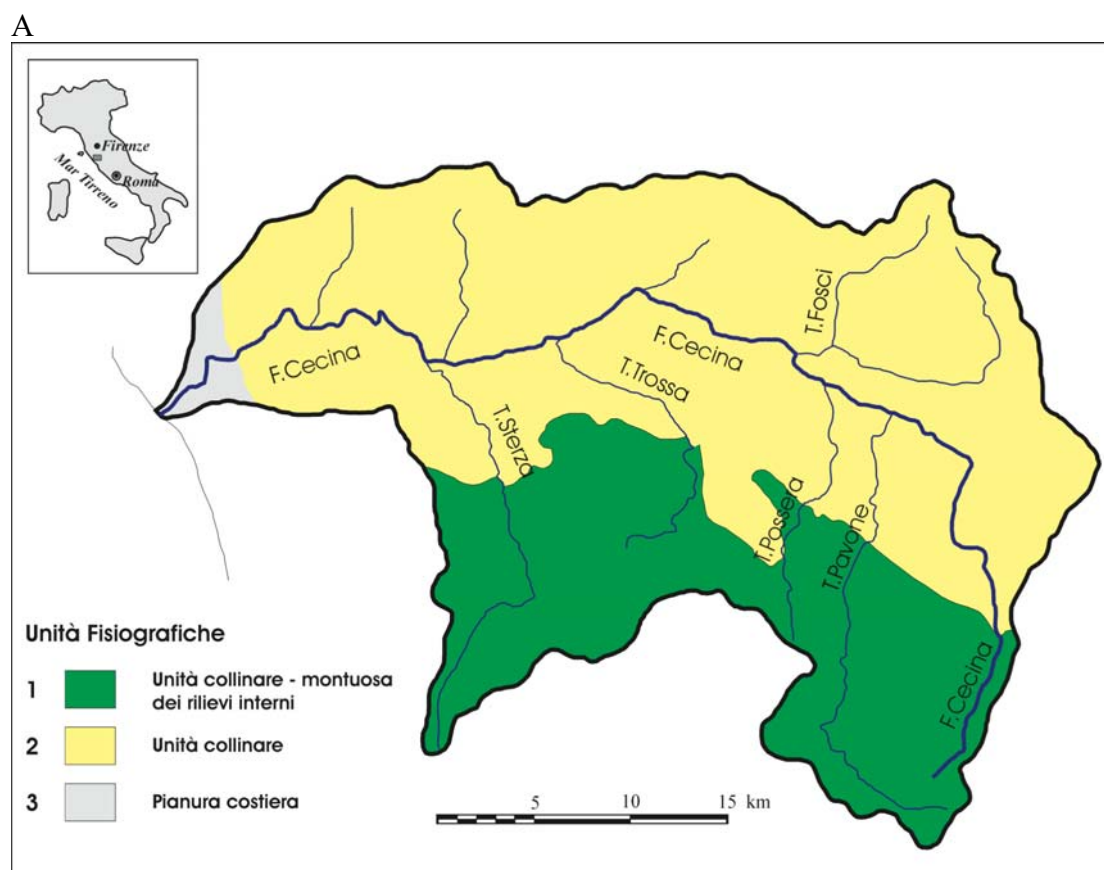 A
Firenze
Mar Tirreno
Roma
T.Fosci
F.Cecina
F.Cecina
T.Trossa
T.Sterza
T.Possera
T.Pavone
F.Cecina
Unità Fisiografiche
1 Unità collinare - montuosa
dei rilievi interni
2 Unità collinare
3 Pianura costiera
5 10 15 km